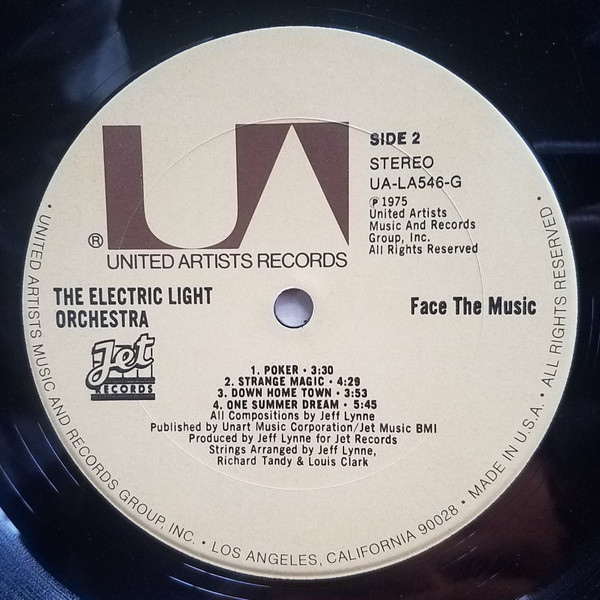 UA
®
UNITED ARTISTS RECORDS
SIDE 2
STEREO
UA-LA546-G
℗ 1975
United Artists
Music And Records
Group, Inc.
All Rights Reserved
THE ELECTRIC LIGHT
ORCHESTRA
Face The Music
Jet
RECORDS
1. POKER • 3:30
2. STRANGE MAGIC • 4:29
3. DOWN HOME TOWN • 3:53
4. ONE SUMMER DREAM • 5:45
All Compositions by Jeff Lynne
Published by Unart Music Corporation/Jet Music BMI
Produced by Jeff Lynne for Jet Records
Strings Arranged by Jeff Lynne,
Richard Tandy & Louis Clark
• UNITED ARTISTS MUSIC AND RECORDS GROUP, INC. • LOS ANGELES, CALIFORNIA 90028 • MADE IN U.S.A. • ALL RIGHTS RESERVED •